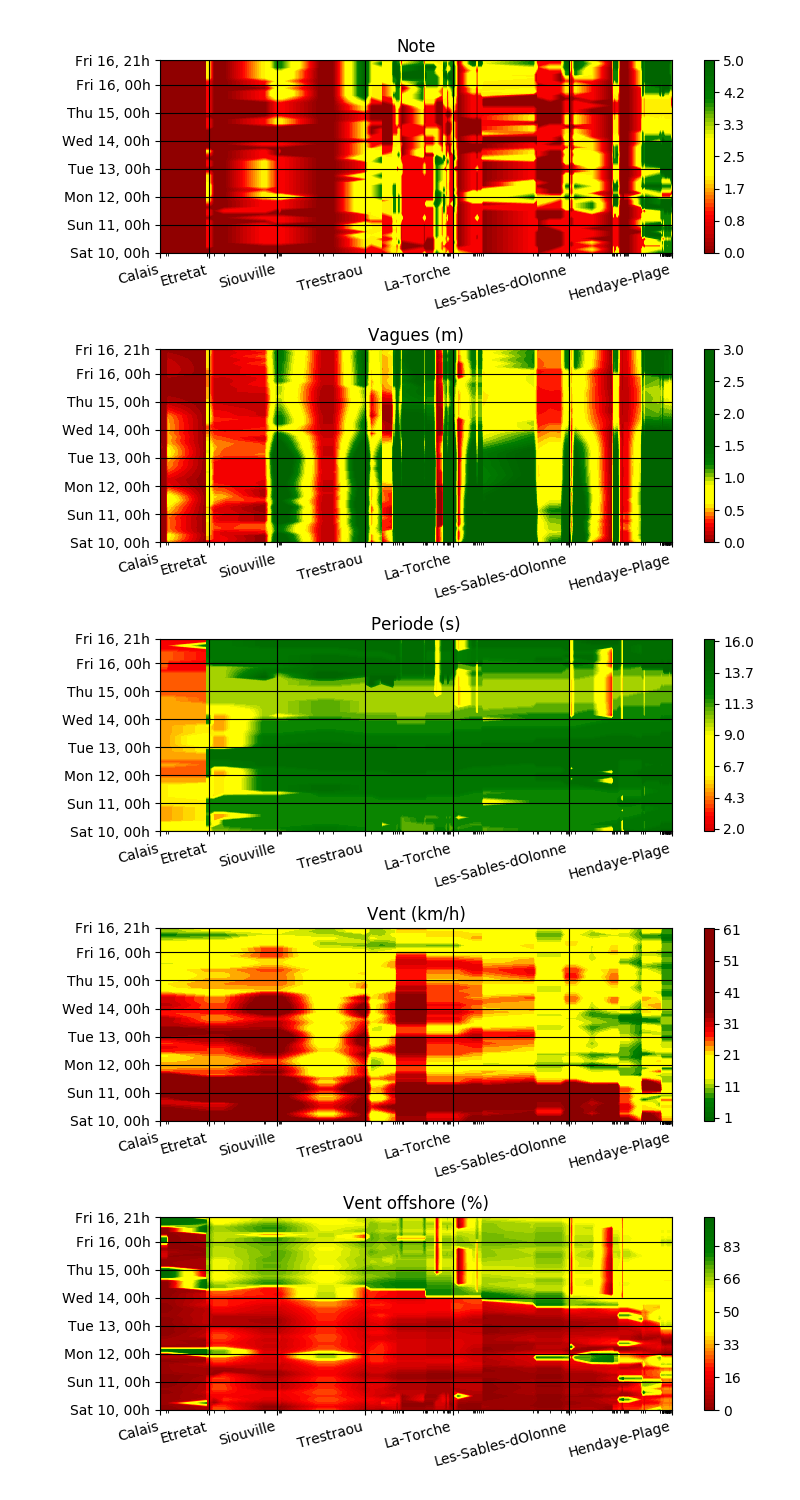 Note
Fri 16, 21h
Fri 16, 00h
Thu 15, 00h
Wed 14, 00h
Tue 13, 00h
Mon 12, 00h
Sun 11, 00h
Sat 10, 00h
Calais
Etretat
Siouville
Trestraou
La-Torche
Les-Sables-dOlonne
Hendaye-Plage
5.0
4.2
3.3
2.5
1.7
0.8
0.0
Vagues (m)
Fri 16, 21h
Fri 16, 00h
Thu 15, 00h
Wed 14, 00h
Tue 13, 00h
Mon 12, 00h
Sun 11, 00h
Sat 10, 00h
Calais
Etretat
Siouville
Trestraou
La-Torche
Les-Sables-dOlonne
Hendaye-Plage
3.0
2.5
2.0
1.5
1.0
0.5
0.0
Periode (s)
Fri 16, 21h
Fri 16, 00h
Thu 15, 00h
Wed 14, 00h
Tue 13, 00h
Mon 12, 00h
Sun 11, 00h
Sat 10, 00h
Calais
Etretat
Siouville
Trestraou
La-Torche
Les-Sables-dOlonne
Hendaye-Plage
16.0
13.7
11.3
9.0
6.7
4.3
2.0
Vent (km/h)
Fri 16, 21h
Fri 16, 00h
Thu 15, 00h
Wed 14, 00h
Tue 13, 00h
Mon 12, 00h
Sun 11, 00h
Sat 10, 00h
Calais
Etretat
Siouville
Trestraou
La-Torche
Les-Sables-dOlonne
Hendaye-Plage
61
51
41
31
21
11
1
Vent offshore (%)
Fri 16, 21h
Fri 16, 00h
Thu 15, 00h
Wed 14, 00h
Tue 13, 00h
Mon 12, 00h
Sun 11, 00h
Sat 10, 00h
Calais
Etretat
Siouville
Trestraou
La-Torche
Les-Sables-dOlonne
Hendaye-Plage
83
66
50
33
16
0